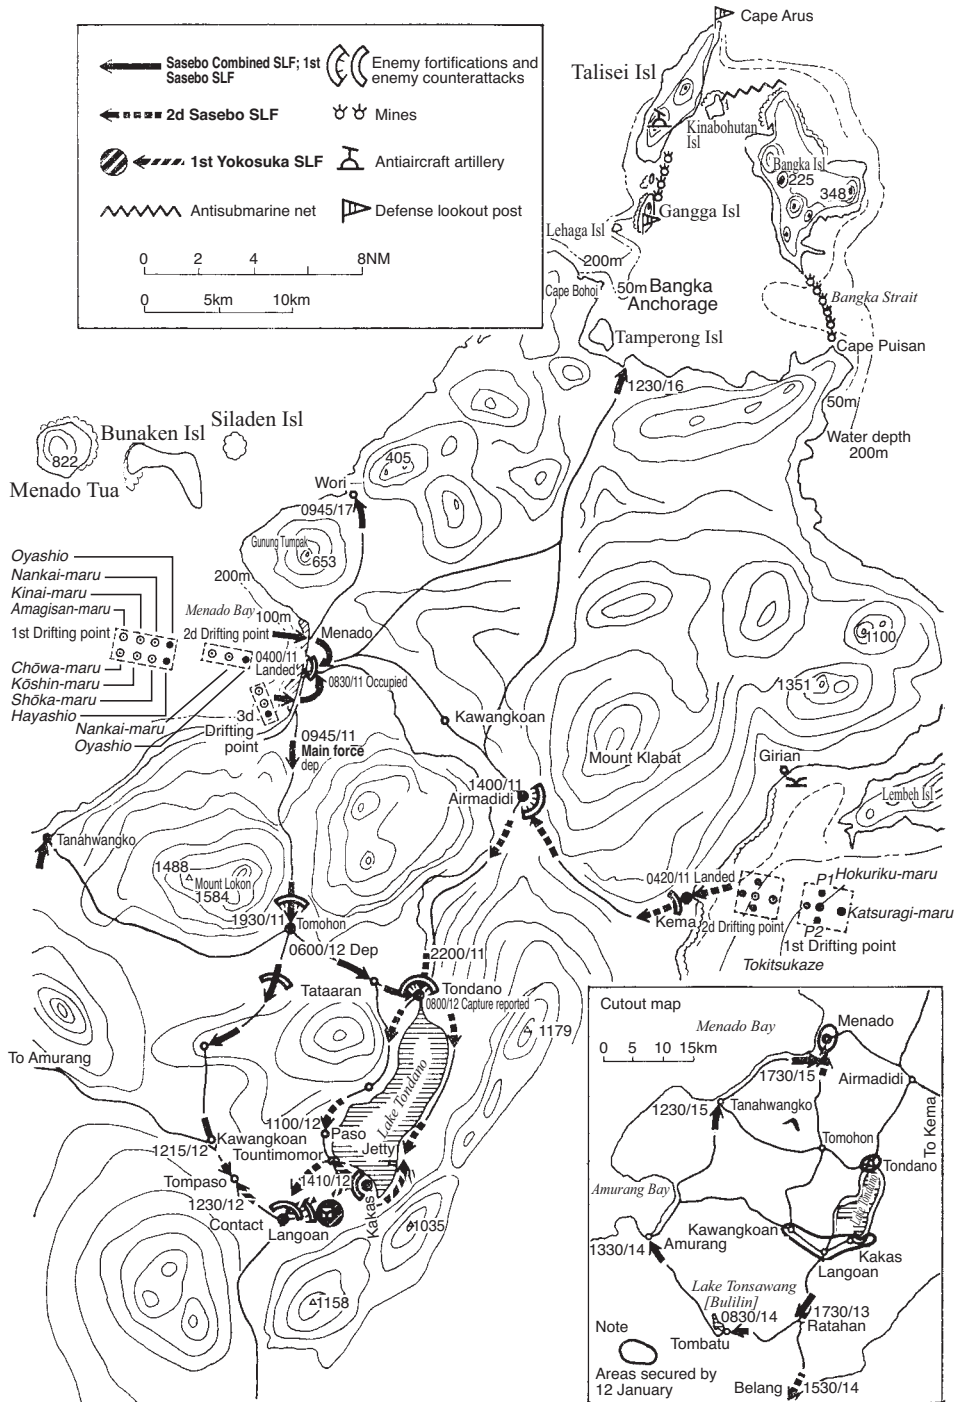 Sasebo Combined SLF; 1st
Sasebo SLF
2d Sasebo SLF
1st Yokosuka SLF
Antisubmarine net
Enemy fortifications and
enemy counterattacks
Mines
Antiaircraft artillery
Defense lookout post
0 2 4 6 8NM
0 5km 10km
Cape Arus
Talisei Isl
Kinabohutan
Isl
Bangka Isl
225
348
Gangga Isl
Lehaga Isl
200m
Cape Bohoi
50m
Bangka
Anchorage
Bangka Strait
Tamperong Isl
Cape Puisan
1230/16
50m
Water depth
200m
Siladen Isl
Bunaken Isl
822
Menado Tua
405
Wori
0945/17
Gunung Tumpak
653
200m
Oyashio
Nankai-maru
Kinai-maru
Amagisan-maru
1st Drifting point
Chōwa-maru
Kōshin-maru
Shōka-maru
Hayashio
Nankai-maru
Oyashio
Menado Bay
100m
2d Drifting point
Menado
0400/11
Landed
0830/11 Occupied
3d
Drifting
point
0945/11
Main force
dep
Kawangkoan
1100
1351
Mount Klabat
Girian
Lembeh Isl
1400/11
Airmadidi
Tanahwangko
1488
Mount Lokon
1584
1930/11
Tomohon
0420/11 Landed
Kema
2d Drifting point
P1
Hokuriku-maru
Katsuragi-maru
P2
1st Drifting point
Tokitsukaze
0600/12 Dep
2200/11
Tataaran
Tondano
0800/12 Capture reported
1179
To Amurang
Lake Tondano
1100/12
Paso
Kawangkoan
1215/12
Tountimomor
Jetty
Tompaso
1410/12
1230/12
Contact
Langoan
Kakas
1035
1158
Cutout map
Menado Bay
Menado
0 5 10 15km
1730/15
Airmadidi
1230/15
Tanahwangko
To Kema
Tomohon
Tondano
Amurang Bay
Lake Tondano
Kawangkoan
1330/14
Amurang
Kakas
Langoan
Lake Tonsawang
[Bulilin]
0830/14
1730/13
Ratahan
Note
Tombatu
Areas secured by
12 January
Belang
1530/14